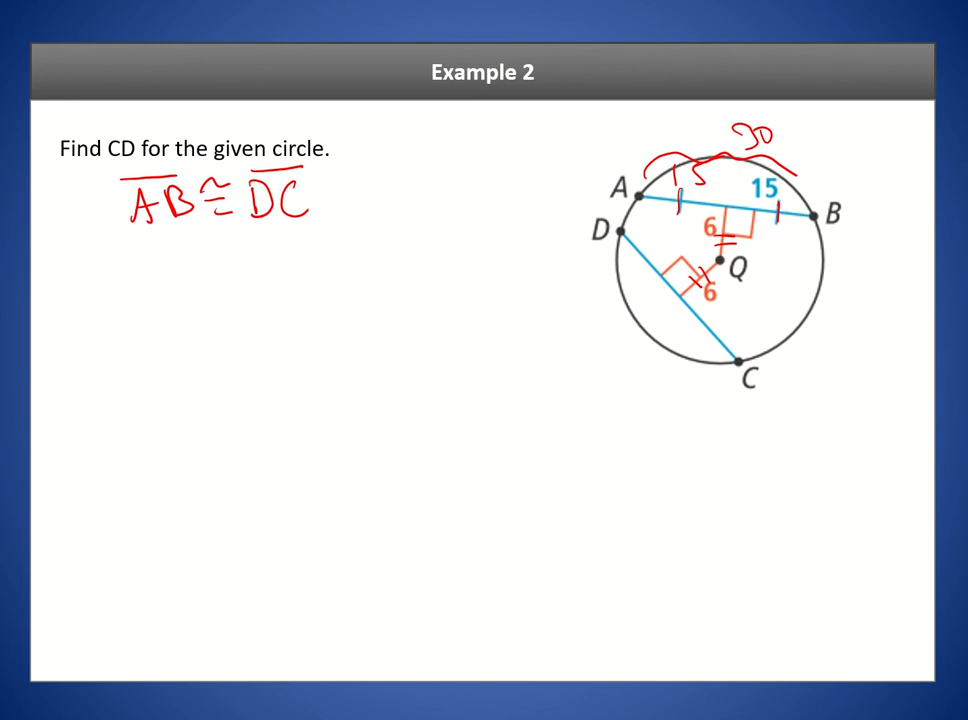 Example 2
Find CD for the given circle.
AB ≅ DC
30
15
A
15
B
D
6
Q
6
C